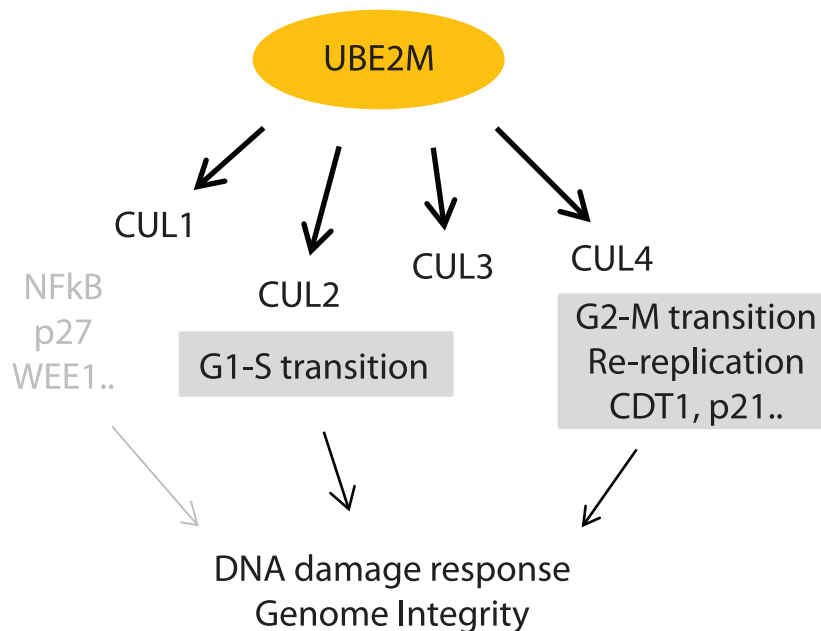 UBE2M
CUL1
CUL2
CUL3
CUL4
NFkB
p27
WEE1..
G1-S transition
G2-M transition
Re-replication
CDT1, p21..
DNA damage response
Genome Integrity